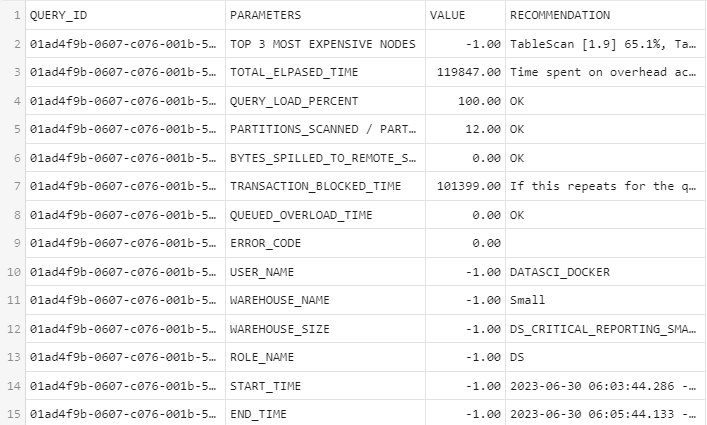 1 QUERY_ID PARAMETERS VALUE RECOMMENDATION
2 01ad4f9b-0607-c076-001b-5… TOP 3 MOST EXPENSIVE NODES -1.00 TableScan [1.9] 65.1%, Ta…
3 01ad4f9b-0607-c076-001b-5… TOTAL_ELPASED_TIME 119847.00 Time spent on overhead ac…
4 01ad4f9b-0607-c076-001b-5… QUERY_LOAD_PERCENT 100.00 OK
5 01ad4f9b-0607-c076-001b-5… PARTITIONS_SCANNED / PART… 12.00 OK
6 01ad4f9b-0607-c076-001b-5… BYTES_SPILLED_TO_REMOTE_S… 0.00 OK
7 01ad4f9b-0607-c076-001b-5… TRANSACTION_BLOCKED_TIME 101399.00 If this repeats for the q…
8 01ad4f9b-0607-c076-001b-5… QUEUED_OVERLOAD_TIME 0.00 OK
9 01ad4f9b-0607-c076-001b-5… ERROR_CODE 0.00
10 01ad4f9b-0607-c076-001b-5… USER_NAME -1.00 DATASCI_DOCKER
11 01ad4f9b-0607-c076-001b-5… WAREHOUSE_NAME -1.00 Small
12 01ad4f9b-0607-c076-001b-5… WAREHOUSE_SIZE -1.00 DS_CRITICAL_REPORTING_SMA…
13 01ad4f9b-0607-c076-001b-5… ROLE_NAME -1.00 DS
14 01ad4f9b-0607-c076-001b-5… START_TIME -1.00 2023-06-30 06:03:44.286 -…
15 01ad4f9b-0607-c076-001b-5… END_TIME -1.00 2023-06-30 06:05:44.133 -…